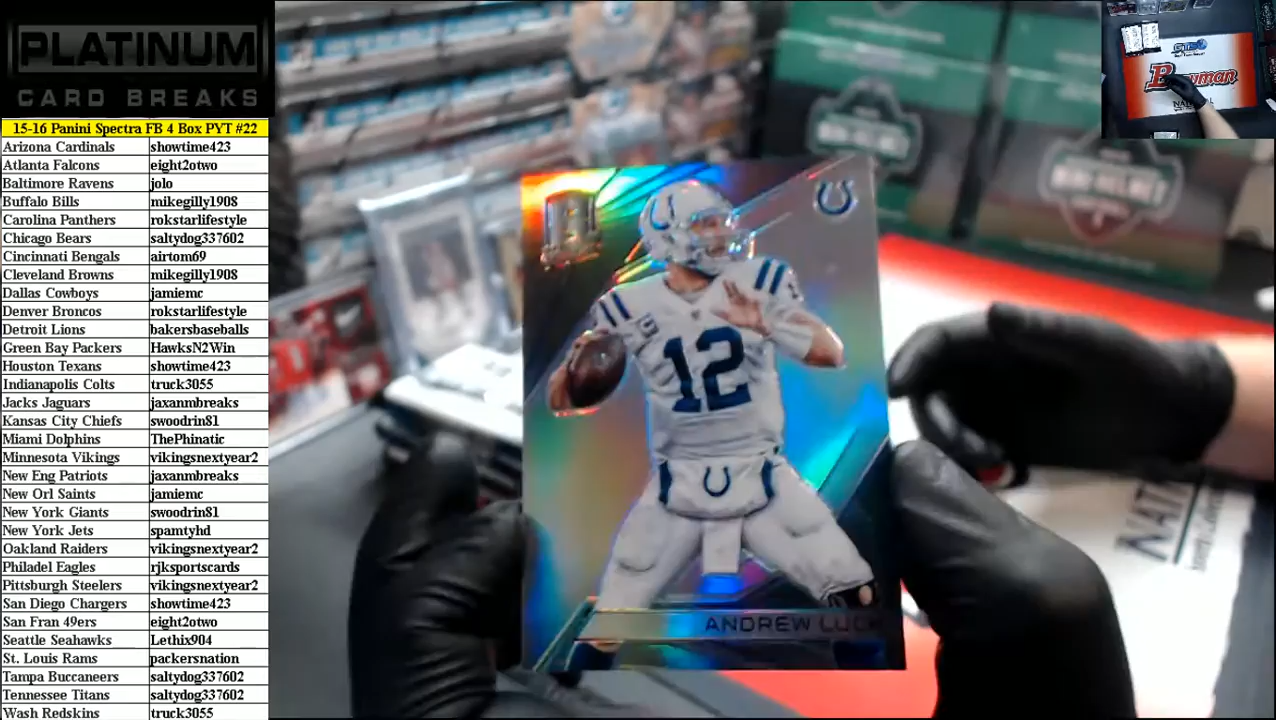 PLATINUM
CARD BREAKS
15-16 Panini Spectra FB 4 Box PYT #22
Arizona Cardinals showtime423
Atlanta Falcons eight2otwo
Baltimore Ravens jolo
Buffalo Bills mikegilly1908
Carolina Panthers rokstarlifestyle
Chicago Bears saltydog337602
Cincinnati Bengals airtom69
Cleveland Browns mikegilly1908
Dallas Cowboys jamiemc
Denver Broncos rokstarlifestyle
Detroit Lions bakersbaseballs
Green Bay Packers HawksN2Win
Houston Texans showtime423
Indianapolis Colts truck3055
Jacks Jaguars jaxanmbreaks
Kansas City Chiefs swoodrin81
Miami Dolphins ThePhinatic
Minnesota Vikings vikingsnextyear2
New Eng Patriots jaxanmbreaks
New Orl Saints jamiemc
New York Giants swoodrin81
New York Jets spamtyhd
Oakland Raiders vikingsnextyear2
Philadel Eagles rjksportscards
Pittsburgh Steelers vikingsnextyear2
San Diego Chargers showtime423
San Fran 49ers eight2otwo
Seattle Seahawks Lethix904
St. Louis Rams packersnation
Tampa Buccaneers saltydog337602
Tennessee Titans saltydog337602
Wash Redskins truck3055
12
ANDREW LUCK
Bowman
MINI HELMET